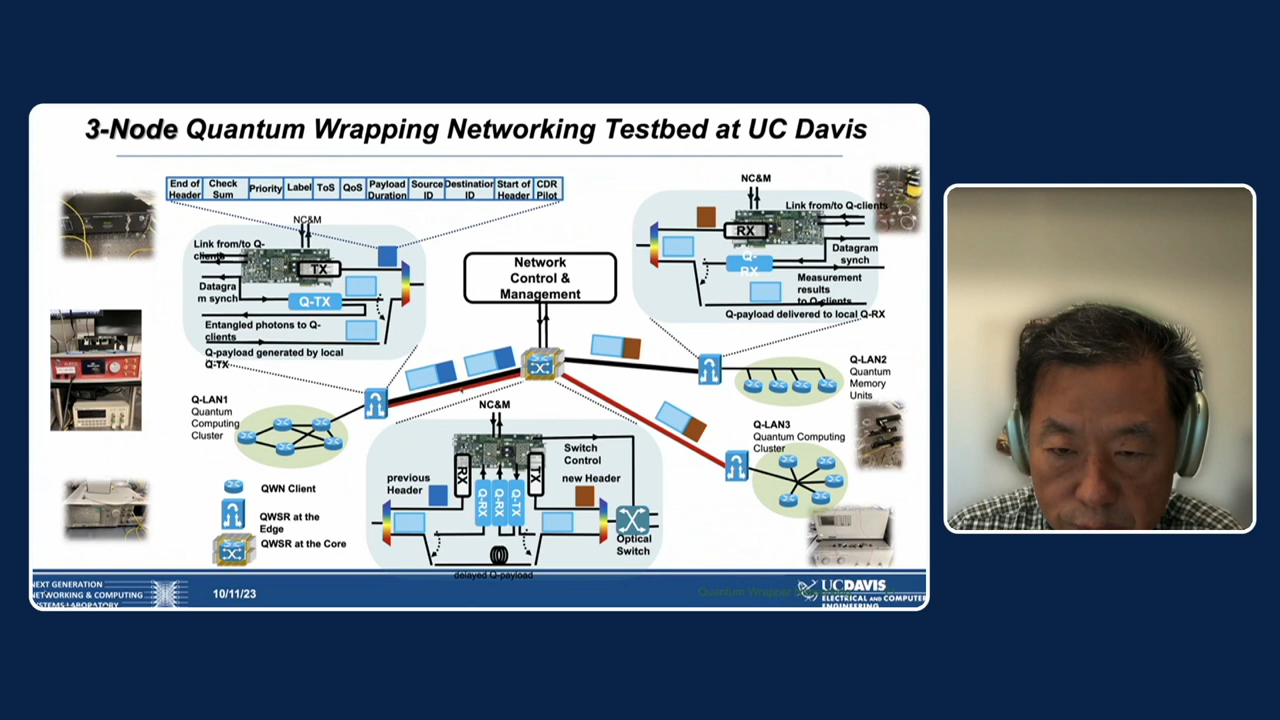 3-Node Quantum Wrapping Networking Testbed at UC Davis
End of Header
Check Sum
Priority
Label
ToS
QoS
Payload Duration
Source ID
Destination ID
Start of Header
CDR Pilot
NC&M
Link from/to Q-clients
TX
Datagra
m synch
Q-TX
Entangled photons to Q-
clients
Q-payload generated by local
Q-TX
Network
Control &
Management
NC&M
Link from/to Q-clients
RX
Datagram
synch
Q-
RX
Measurement
results
to Q-clients
Q-payload delivered to local Q-RX
Q-LAN1
Quantum
Computing
Cluster
Q-LAN2
Quantum
Memory
Units
Q-LAN3
Quantum Computing
Cluster
NC&M
Switch
Control
previous
Header
RX
Q-RX
Q-RX
Q-TX
TX
new Header
Optical
Switch
delayed Q-payload
QWN Client
QWSR at the
Edge
QWSR at the Core
NEXT GENERATION
NETWORKING & COMPUTING
SYSTEMS LABORATORY
10/11/23
Quantum Wrapper
UCDAVIS
ELECTRICAL AND COMPUTER
ENGINEERING